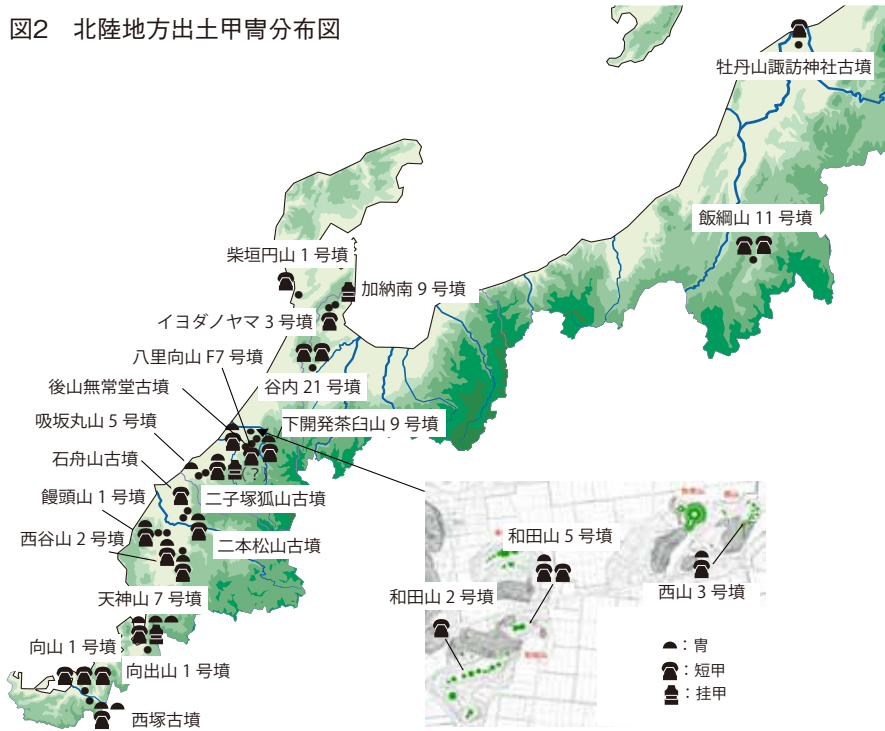 図2 北陸地方出土甲冑分布図
牡丹山諏訪神社古墳
飯綱山 11 号墳
柴垣円山 1 号墳
加納南 9 号墳
イヨダノヤマ 3 号墳
八里向山 F7 号墳
谷内 21 号墳
後山無常堂古墳
吸坂丸山 5 号墳
下開発茶臼山 9 号墳
石舟山古墳
?
饅頭山 1 号墳
二子塚狐山古墳
西谷山 2 号墳
二本松山古墳
天神山 7 号墳
向山 1 号墳
向出山 1 号墳
西塚古墳
和田山 5 号墳
和田山 2 号墳
西山 3 号墳
：冑
：短甲
：挂甲